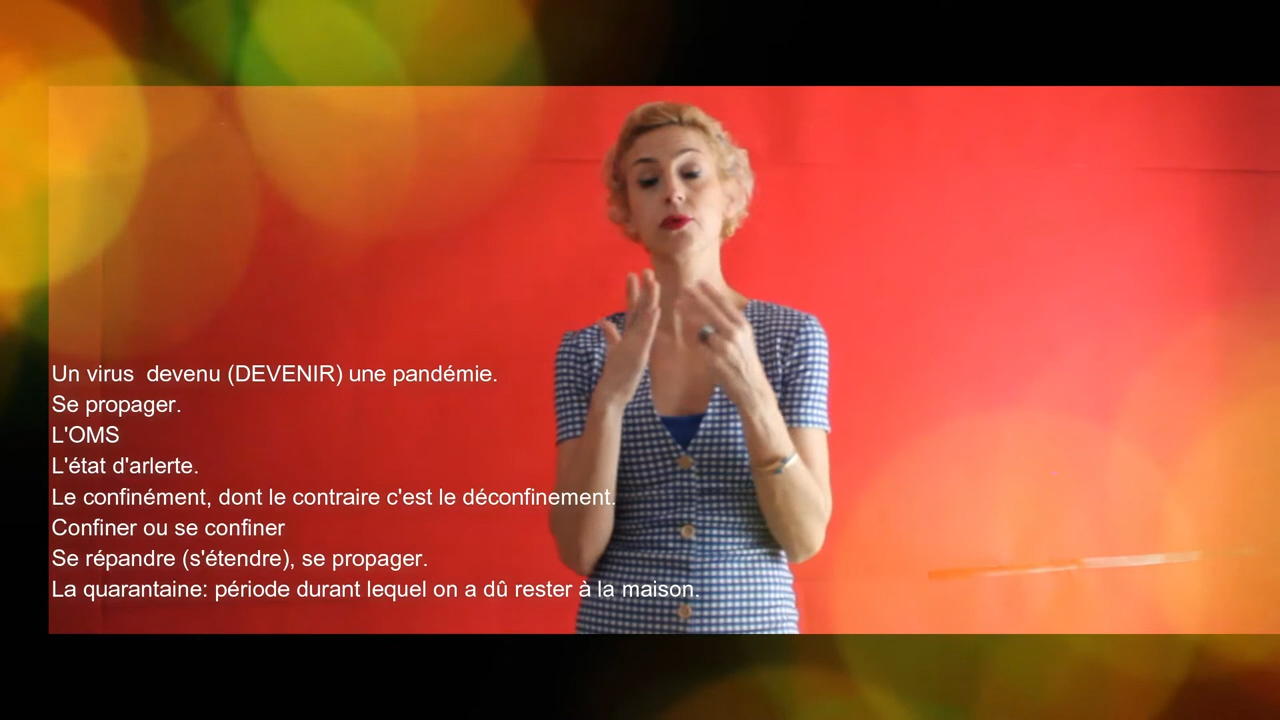 Un virus  devenu (DEVENIR) une pandémie.
Se propager.
L'OMS
L'état d'arlerte.
Le confinément, dont le contraire c'est le déconfinement.
Confiner ou se confiner
Se répandre (s'étendre), se propager.
La quarantaine: période durant lequel on a dû rester à la maison.